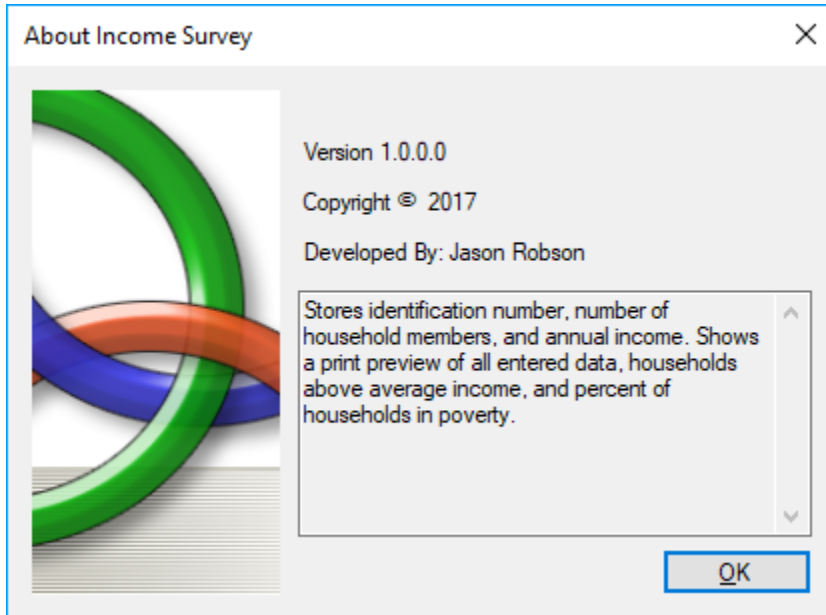 About Income Survey
Version 1.0.0.0
Copyright © 2017
Developed By: Jason Robson
Stores identification number, number of
household members, and annual income. Shows
a print preview of all entered data, households
above average income, and percent of
households in poverty.
OK